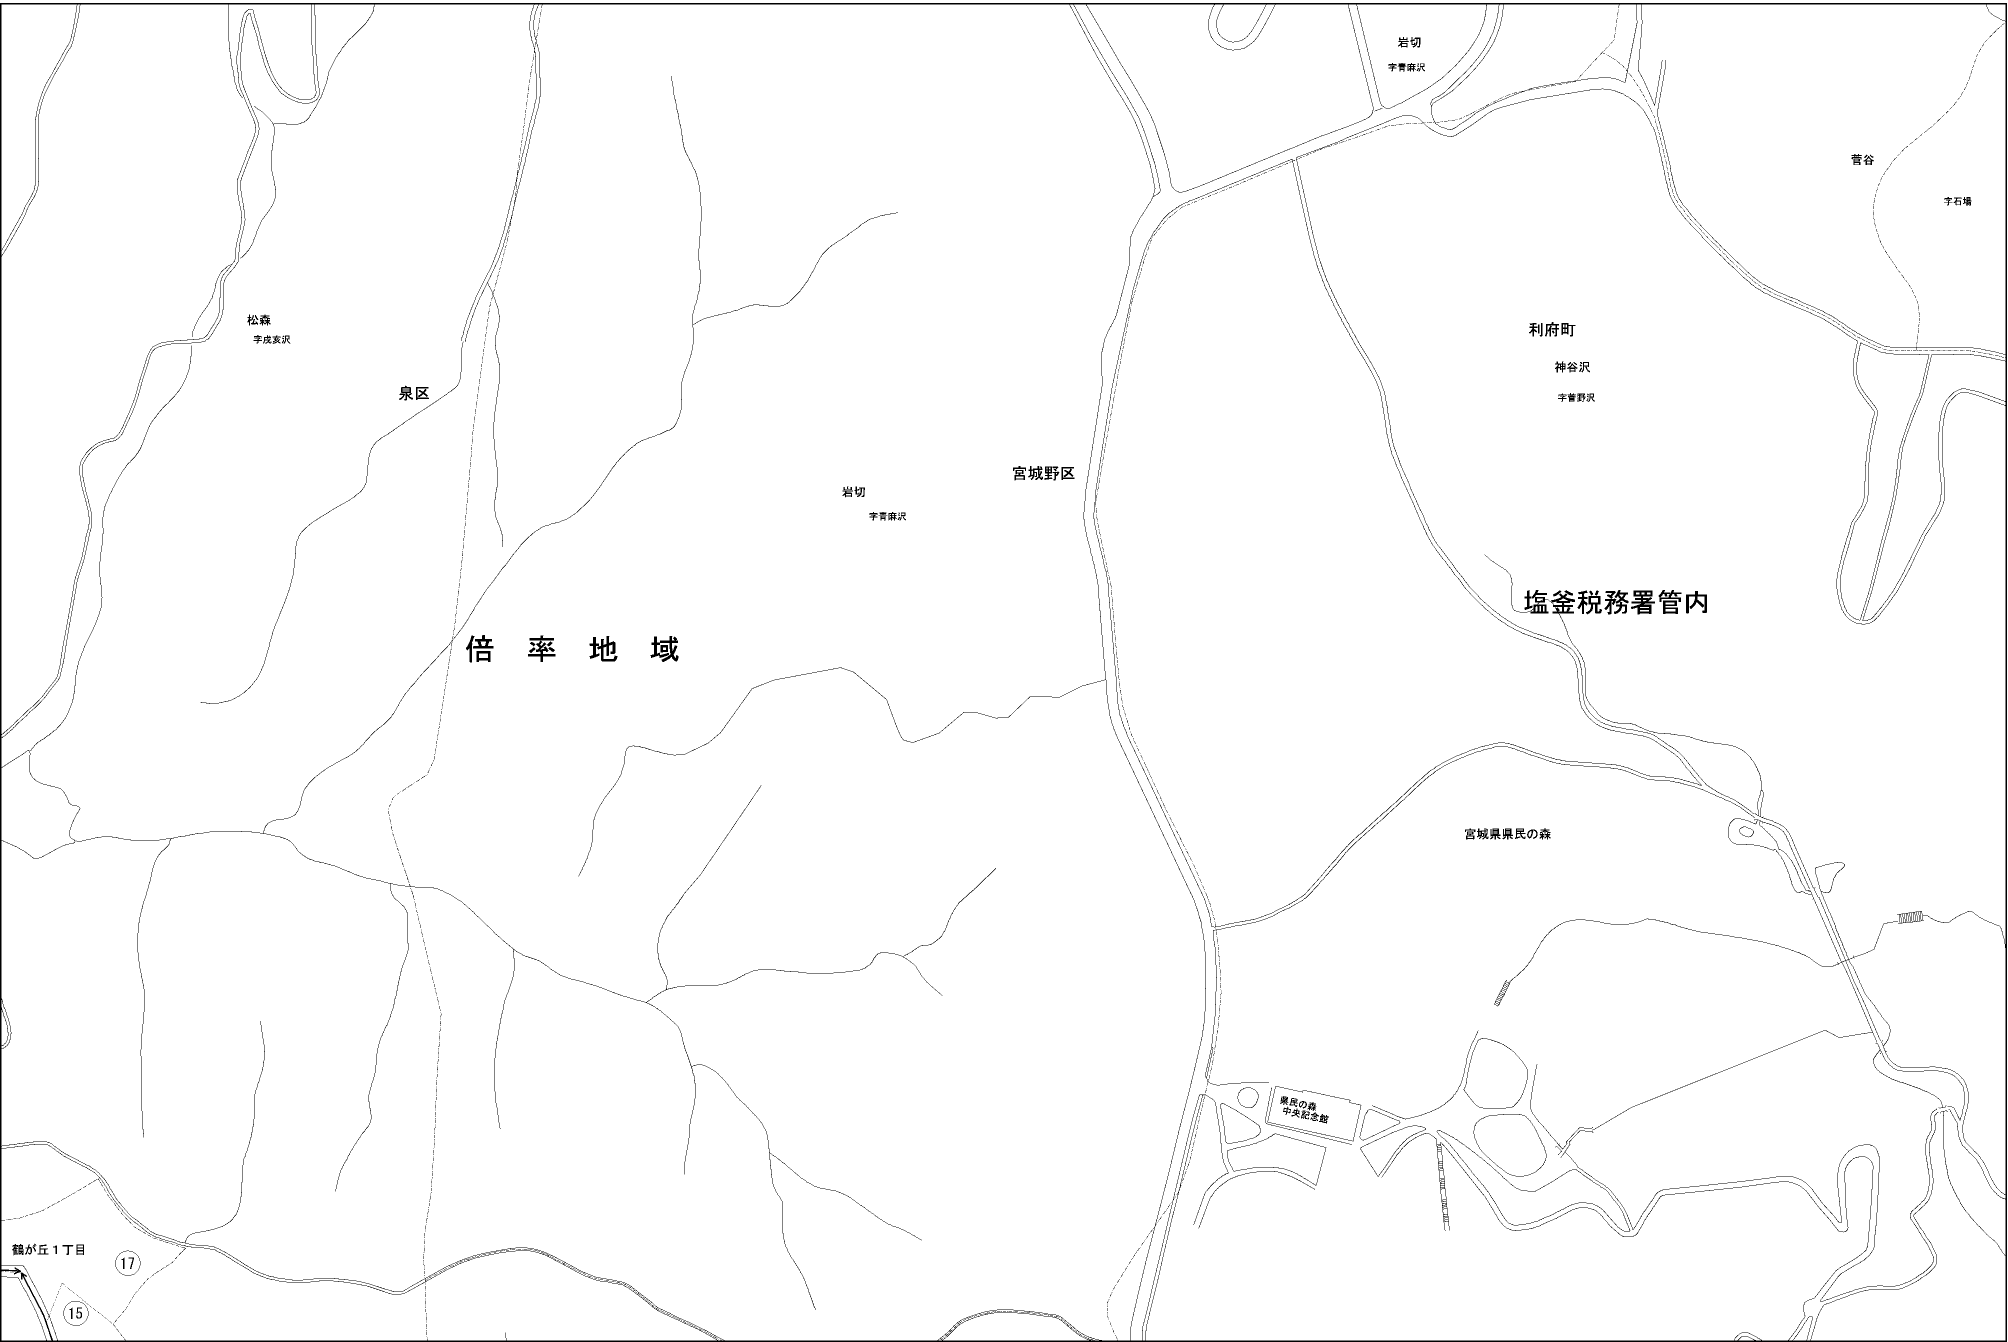 岩切
字青麻沢
菅谷
字石場
松森
字戌亥沢
利府町
神谷沢
字菅野沢
泉区
宮城野区
岩切
字青麻沢
塩釜税務署管内
倍率地域
宮城県県民の森
県民の森
中央記念館
鶴が丘1丁目
17
15